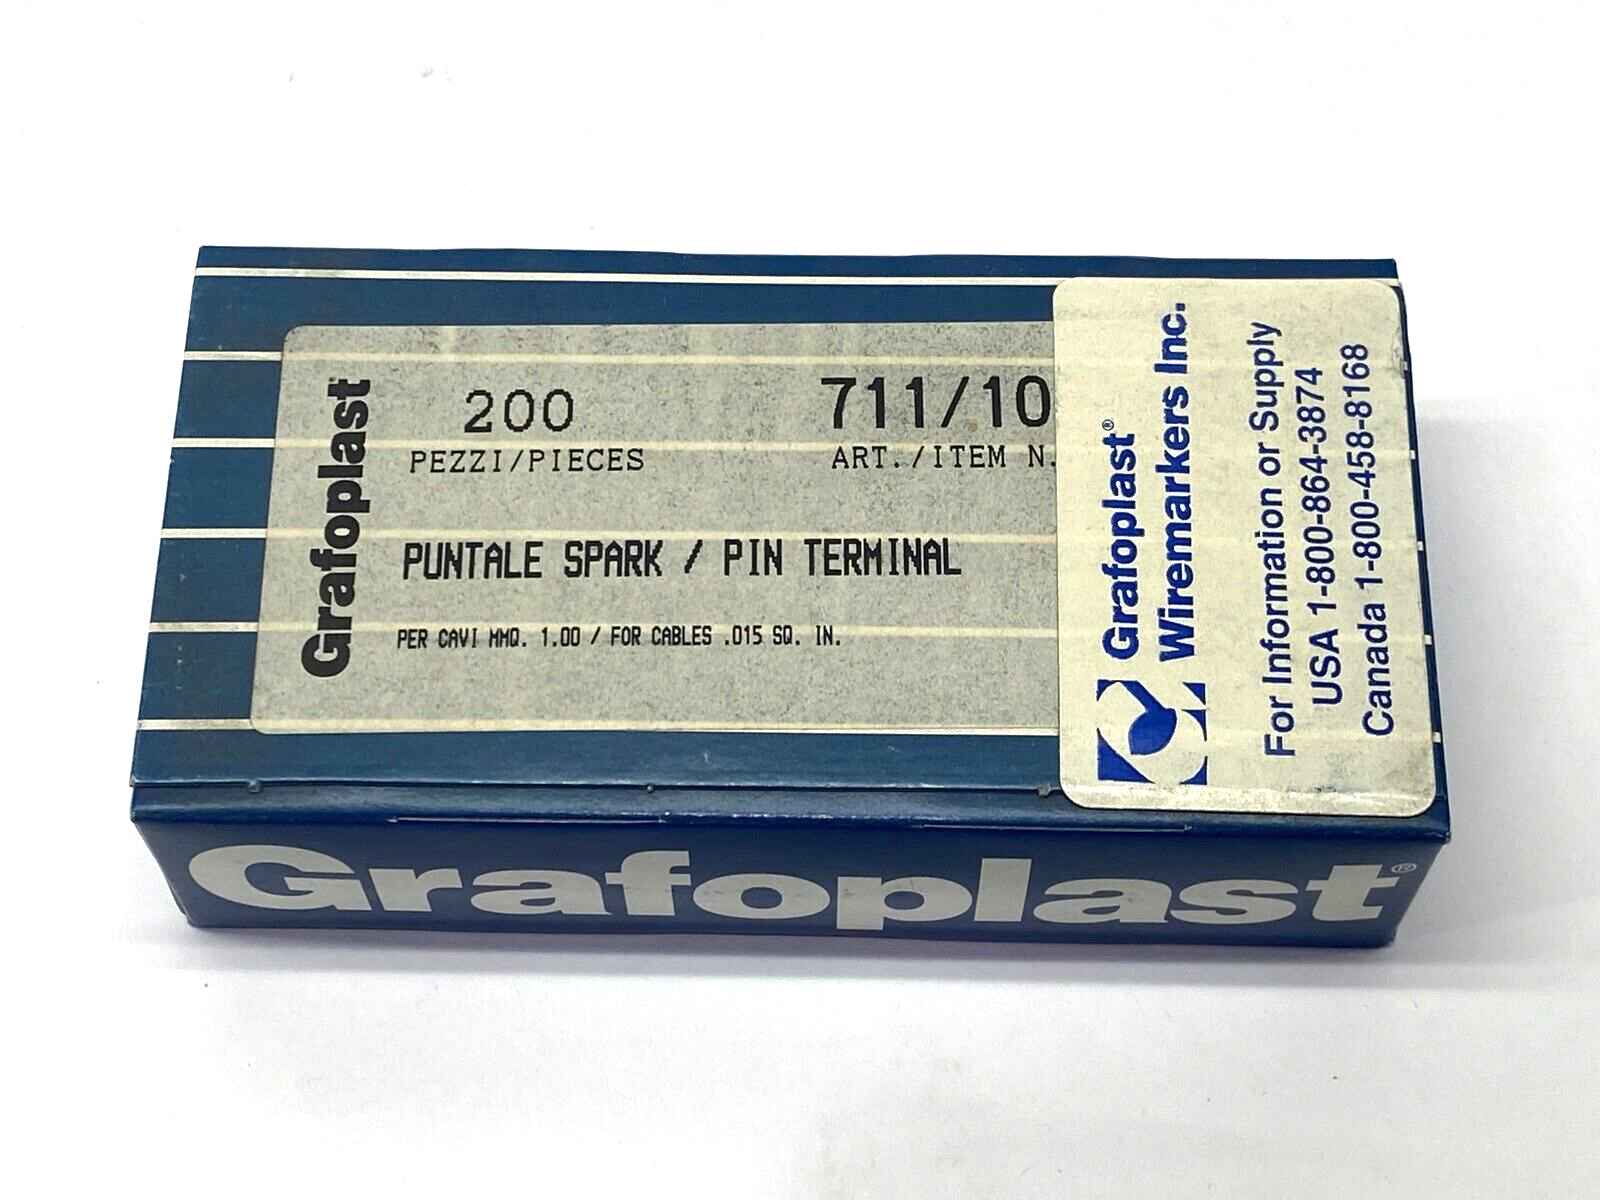 Grafoplast
200
PEZZI/PIECES
711/10
ART./ITEM N.
PUNTALE SPARK / PIN TERMINAL
PER CAVI MMQ. 1.00 / FOR CABLES .015 SQ. IN.
Grafoplast®
Wiremarkers Inc.
For Information or Supply
USA 1-800-864-3874
Canada 1-800-458-8168
Grafoplast®